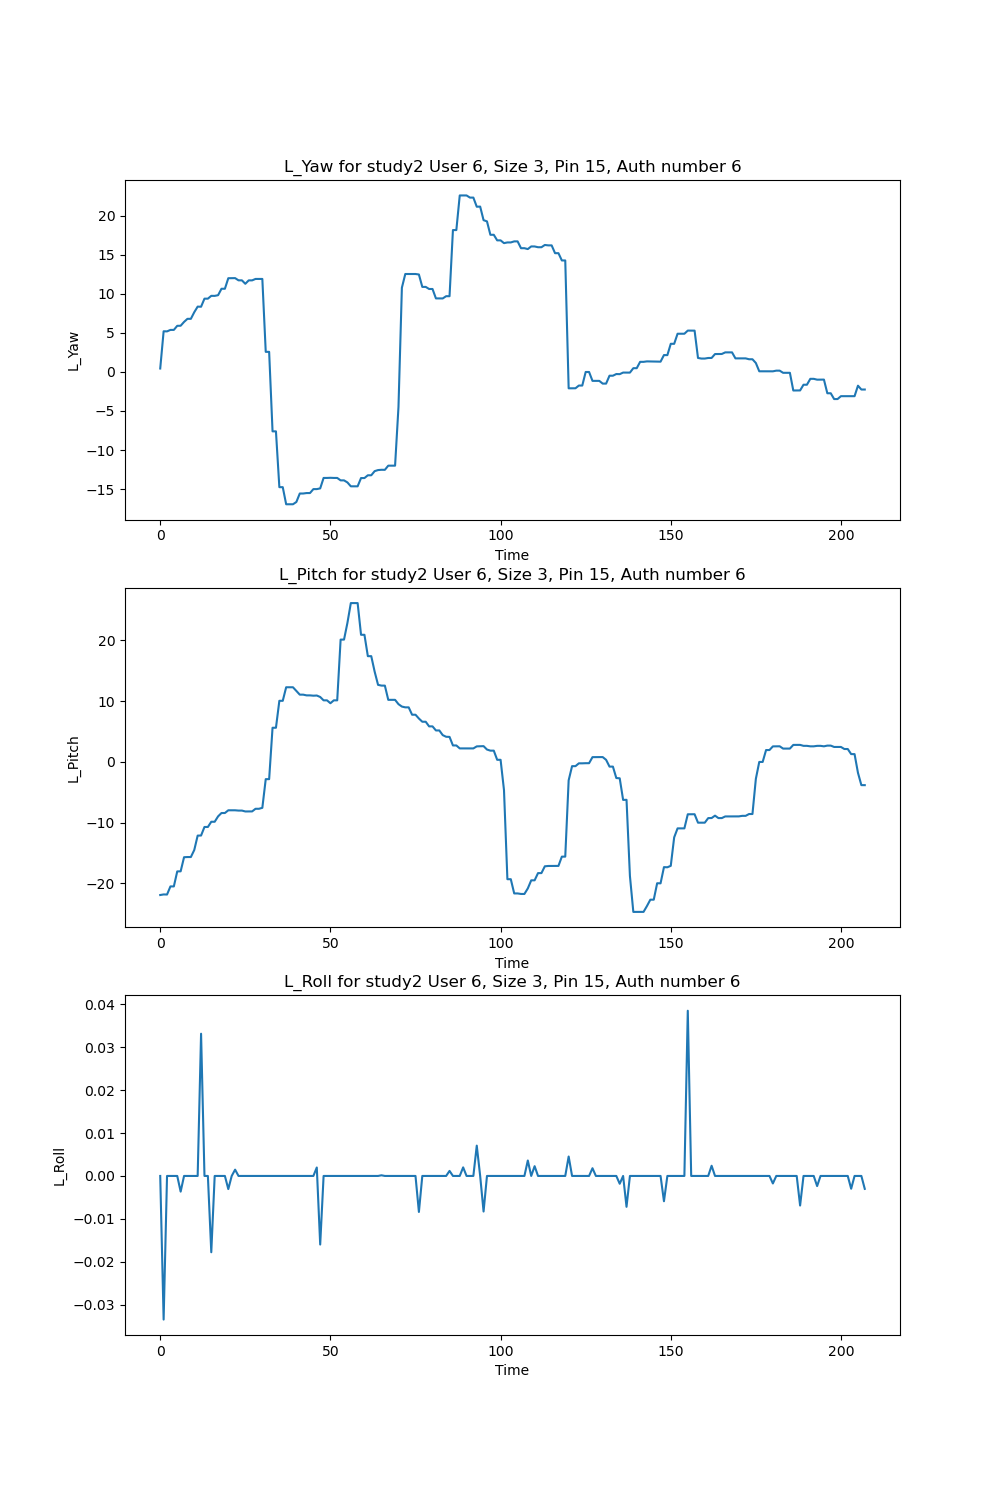 L_Yaw for study2 User 6, Size 3, Pin 15, Auth number 6
20
15
10
5
0
−5
−10
−15
L_Yaw
0 50 100 150 200
Time
L_Pitch for study2 User 6, Size 3, Pin 15, Auth number 6
20
10
0
−10
−20
L_Pitch
0 50 100 150 200
Time
L_Roll for study2 User 6, Size 3, Pin 15, Auth number 6
0.04
0.03
0.02
0.01
0.00
−0.01
−0.02
−0.03
L_Roll
0 50 100 150 200
Time